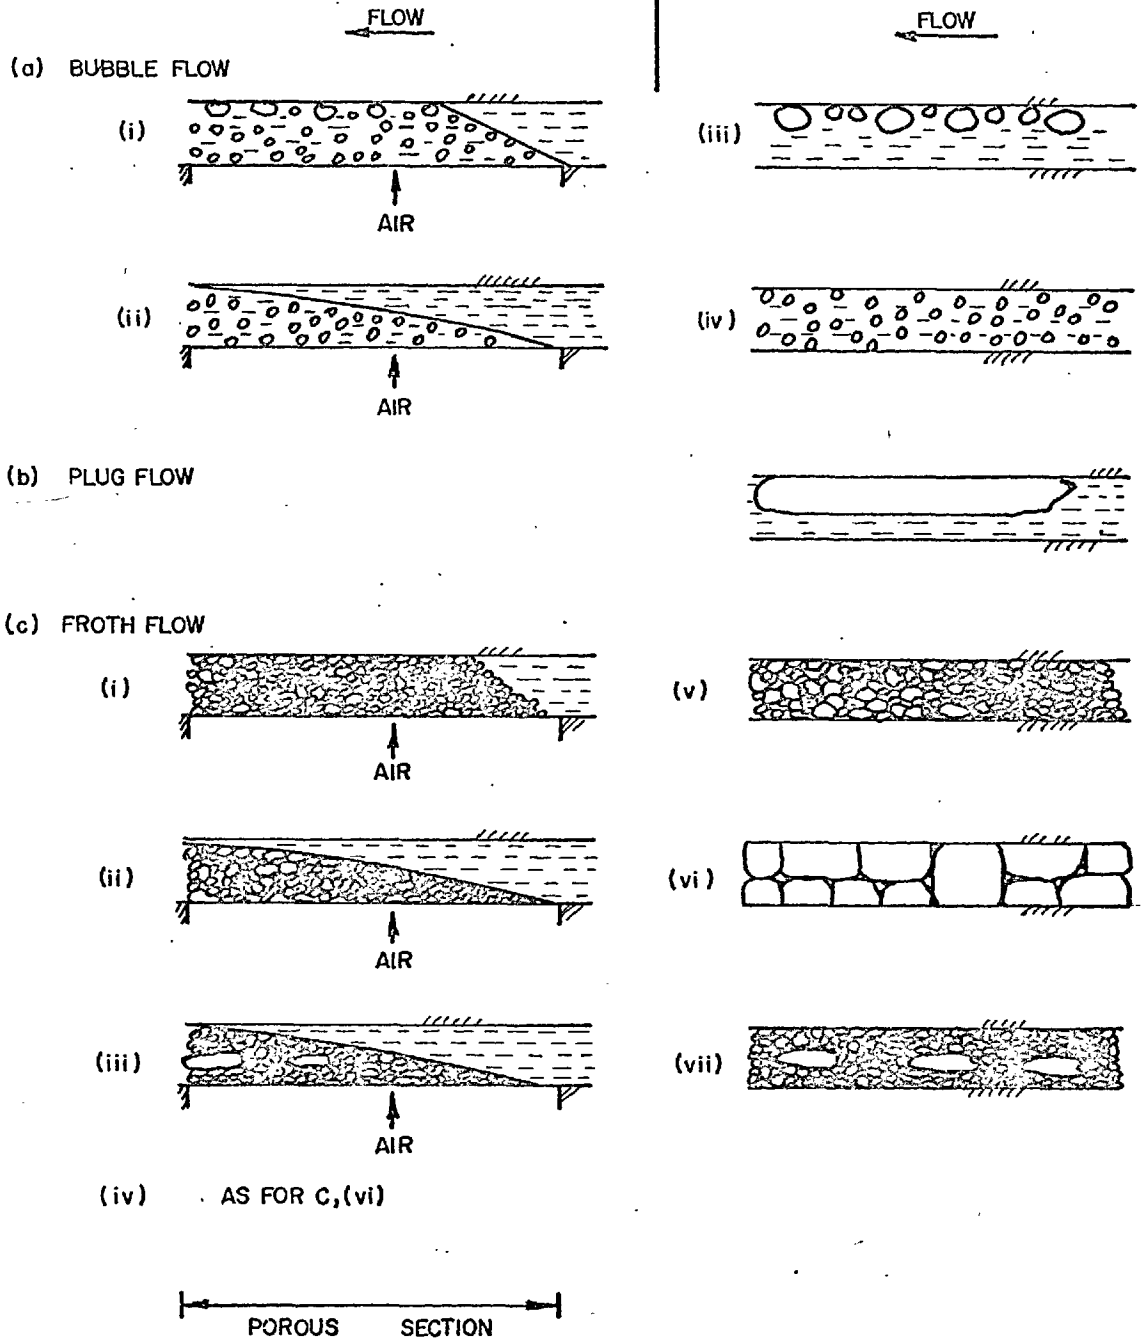 FLOW
FLOW
(a) BUBBLE FLOW
(i)
(iii)
AIR
(ii)
(iv)
AIR
(b) PLUG FLOW
(c) FROTH FLOW
(i)
(v)
AIR
(ii)
(vi)
AIR
(iii)
(vii)
AIR
(iv) AS FOR C,(vi)
POROUS SECTION